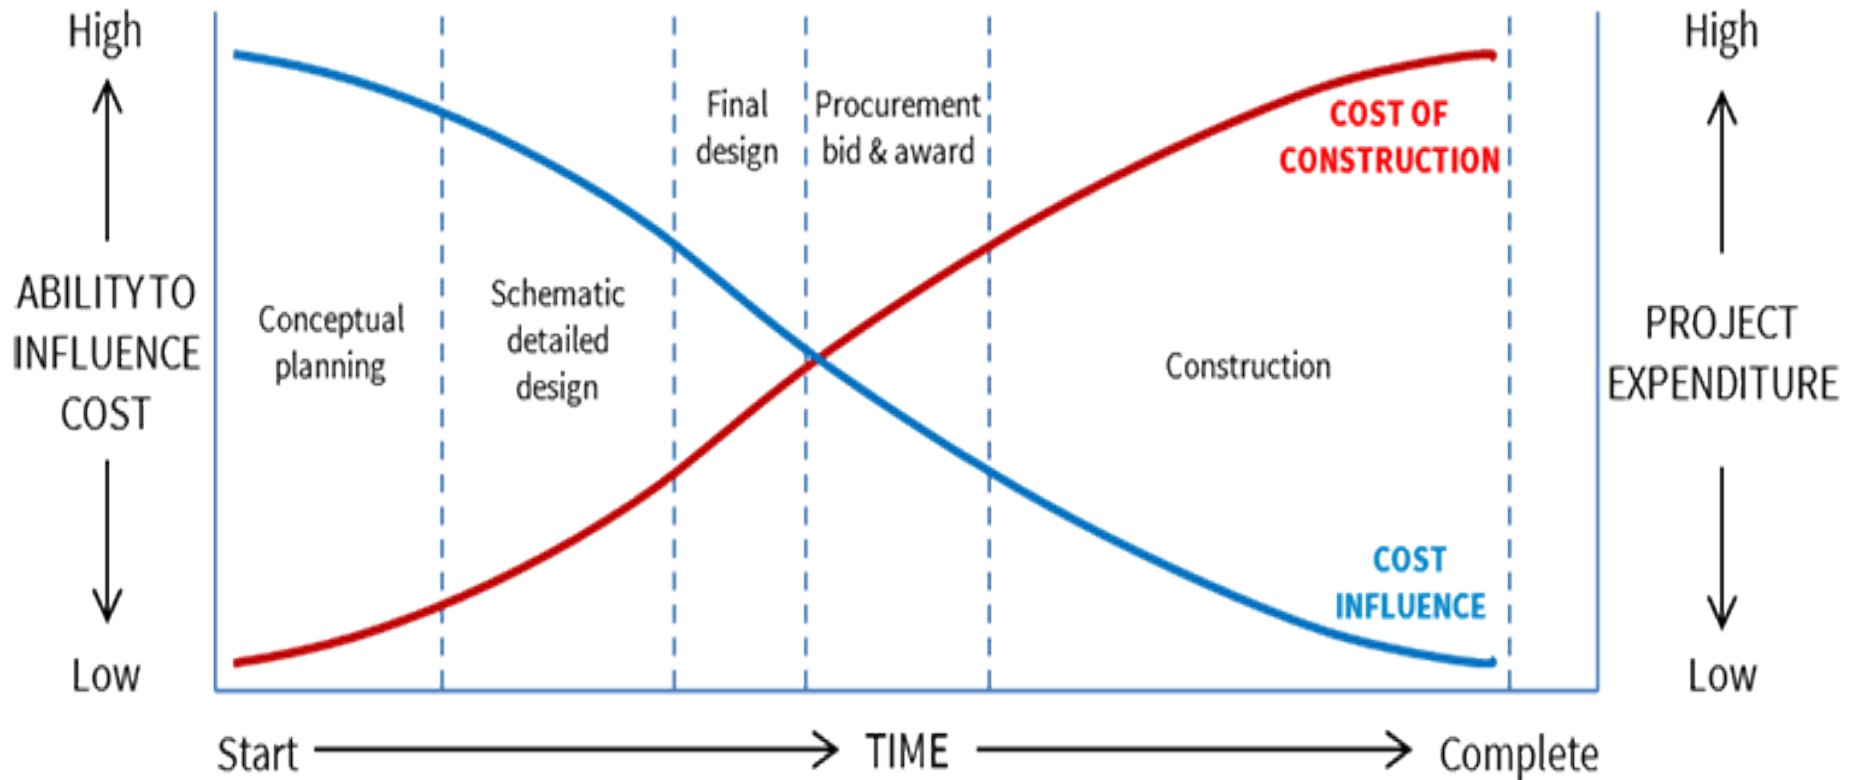 High
ABILITY TO
INFLUENCE
COST
Low
Conceptual
planning
Schematic
detailed
design
Final
design
Procurement
bid & award
Construction
COST OF
CONSTRUCTION
COST
INFLUENCE
High
PROJECT
EXPENDITURE
Low
Start
TIME
Complete